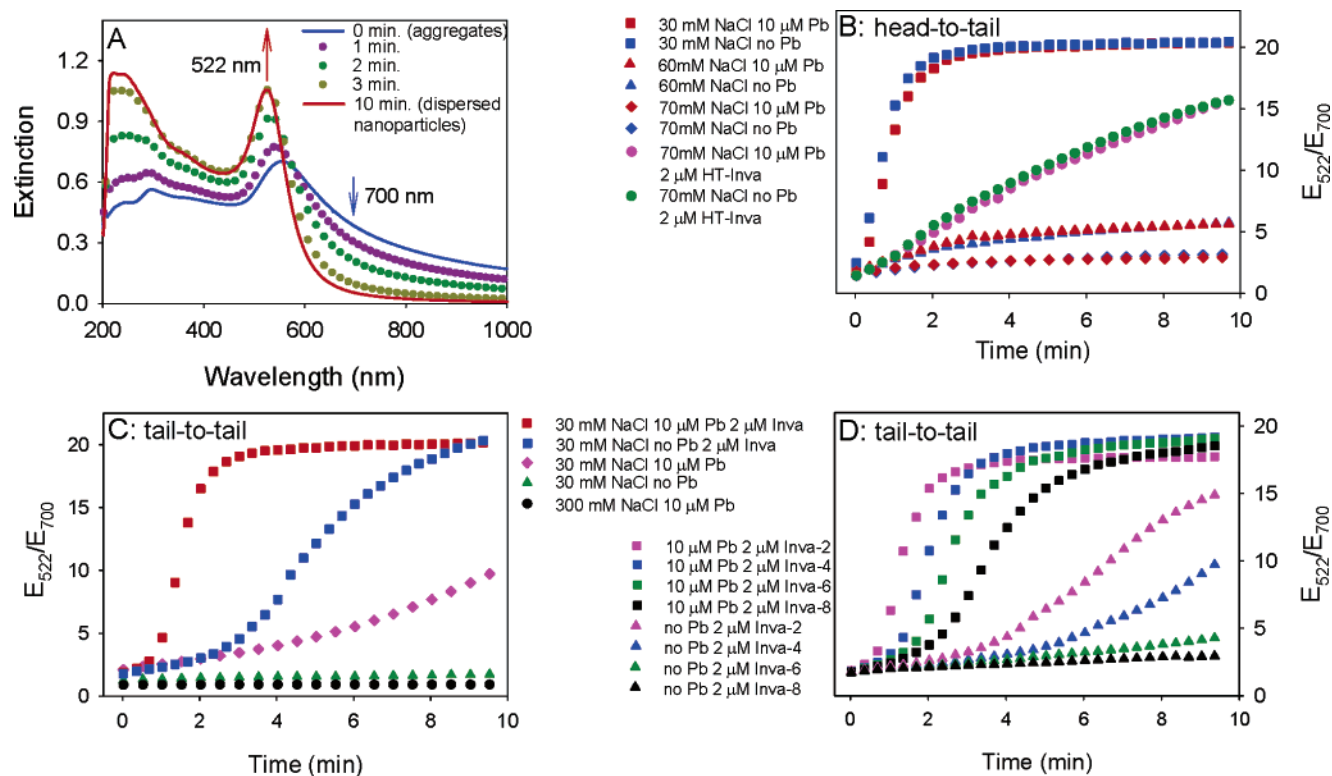 A
0 min. (aggregates)
1 min.
2 min.
3 min.
10 min. (dispersed
nanoparticles)
522 nm
700 nm
Extinction
1.2
0.9
0.6
0.3
0.0
200
400
600
800
1000
Wavelength (nm)
30 mM NaCl 10 μM Pb
30 mM NaCl no Pb
60mM NaCl 10 μM Pb
60mM NaCl no Pb
70mM NaCl 10 μM Pb
70mM NaCl no Pb
70mM NaCl 10 μM Pb
2 μM HT-Inva
70mM NaCl no Pb
2 μM HT-Inva
B: head-to-tail
20
15
10
5
0
E522/E700
0
2
4
6
8
10
Time (min)
C: tail-to-tail
E522/E700
20
15
10
5
0
0
2
4
6
8
10
Time (min)
30 mM NaCl 10 μM Pb 2 μM Inva
30 mM NaCl no Pb 2 μM Inva
30 mM NaCl 10 μM Pb
30 mM NaCl no Pb
300 mM NaCl 10 μM Pb
10 μM Pb 2 μM Inva-2
10 μM Pb 2 μM Inva-4
10 μM Pb 2 μM Inva-6
10 μM Pb 2 μM Inva-8
no Pb 2 μM Inva-2
no Pb 2 μM Inva-4
no Pb 2 μM Inva-6
no Pb 2 μM Inva-8
D: tail-to-tail
20
15
10
5
0
E522/E700
0
2
4
6
8
10
Time (min)